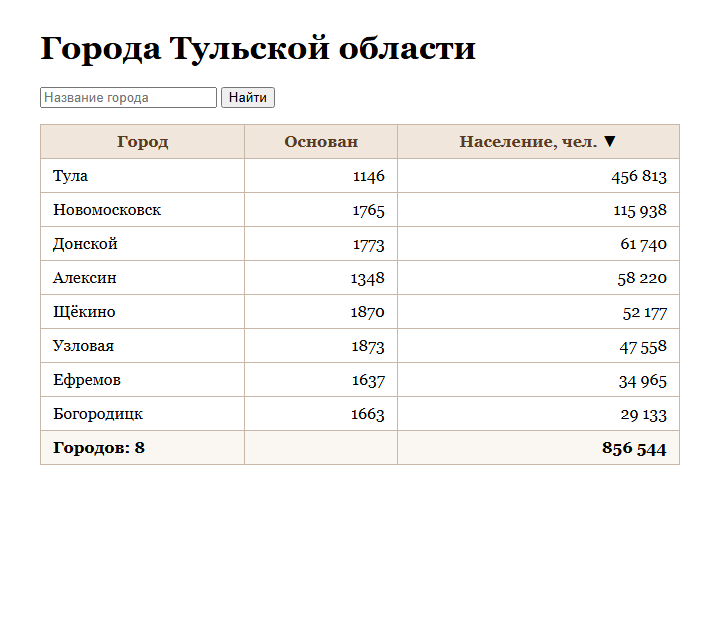 Города Тульской области
Название города Найти
Город Основан Население, чел. ▼
Тула 1146 456 813
Новомосковск 1765 115 938
Донской 1773 61 740
Алексин 1348 58 220
Щёкино 1870 52 177
Узловая 1873 47 558
Ефремов 1637 34 965
Богородицк 1663 29 133
Городов: 8 856 544